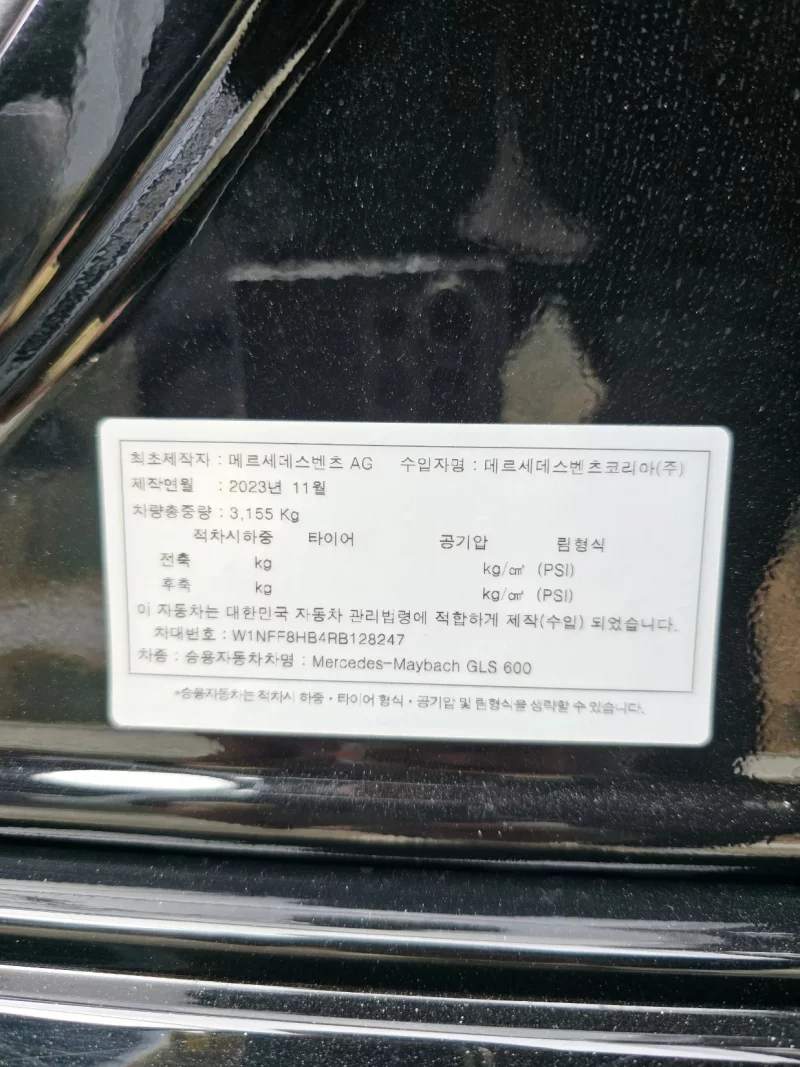 최초제작자 : 메르세데스벤츠 AG 수입자명 : 메르세데스벤츠코리아(주)
제작연월 : 2023년 11월
차량총중량 : 3,155 Kg
적차시하중 타이어 공기압 림형식
전축 kg kg/㎠ (PSI)
후축 kg kg/㎠ (PSI)
이 자동차는 대한민국 자동차 관리법령에 적합하게 제작(수입) 되었습니다.
차대번호 : W1NFF8HB4RB128247
차종 : 승용자동차차명 : Mercedes-Maybach GLS 600
*승용자동차는 적차시 하중·타이어 형식·공기압 및 림형식을 생략할 수 있습니다.